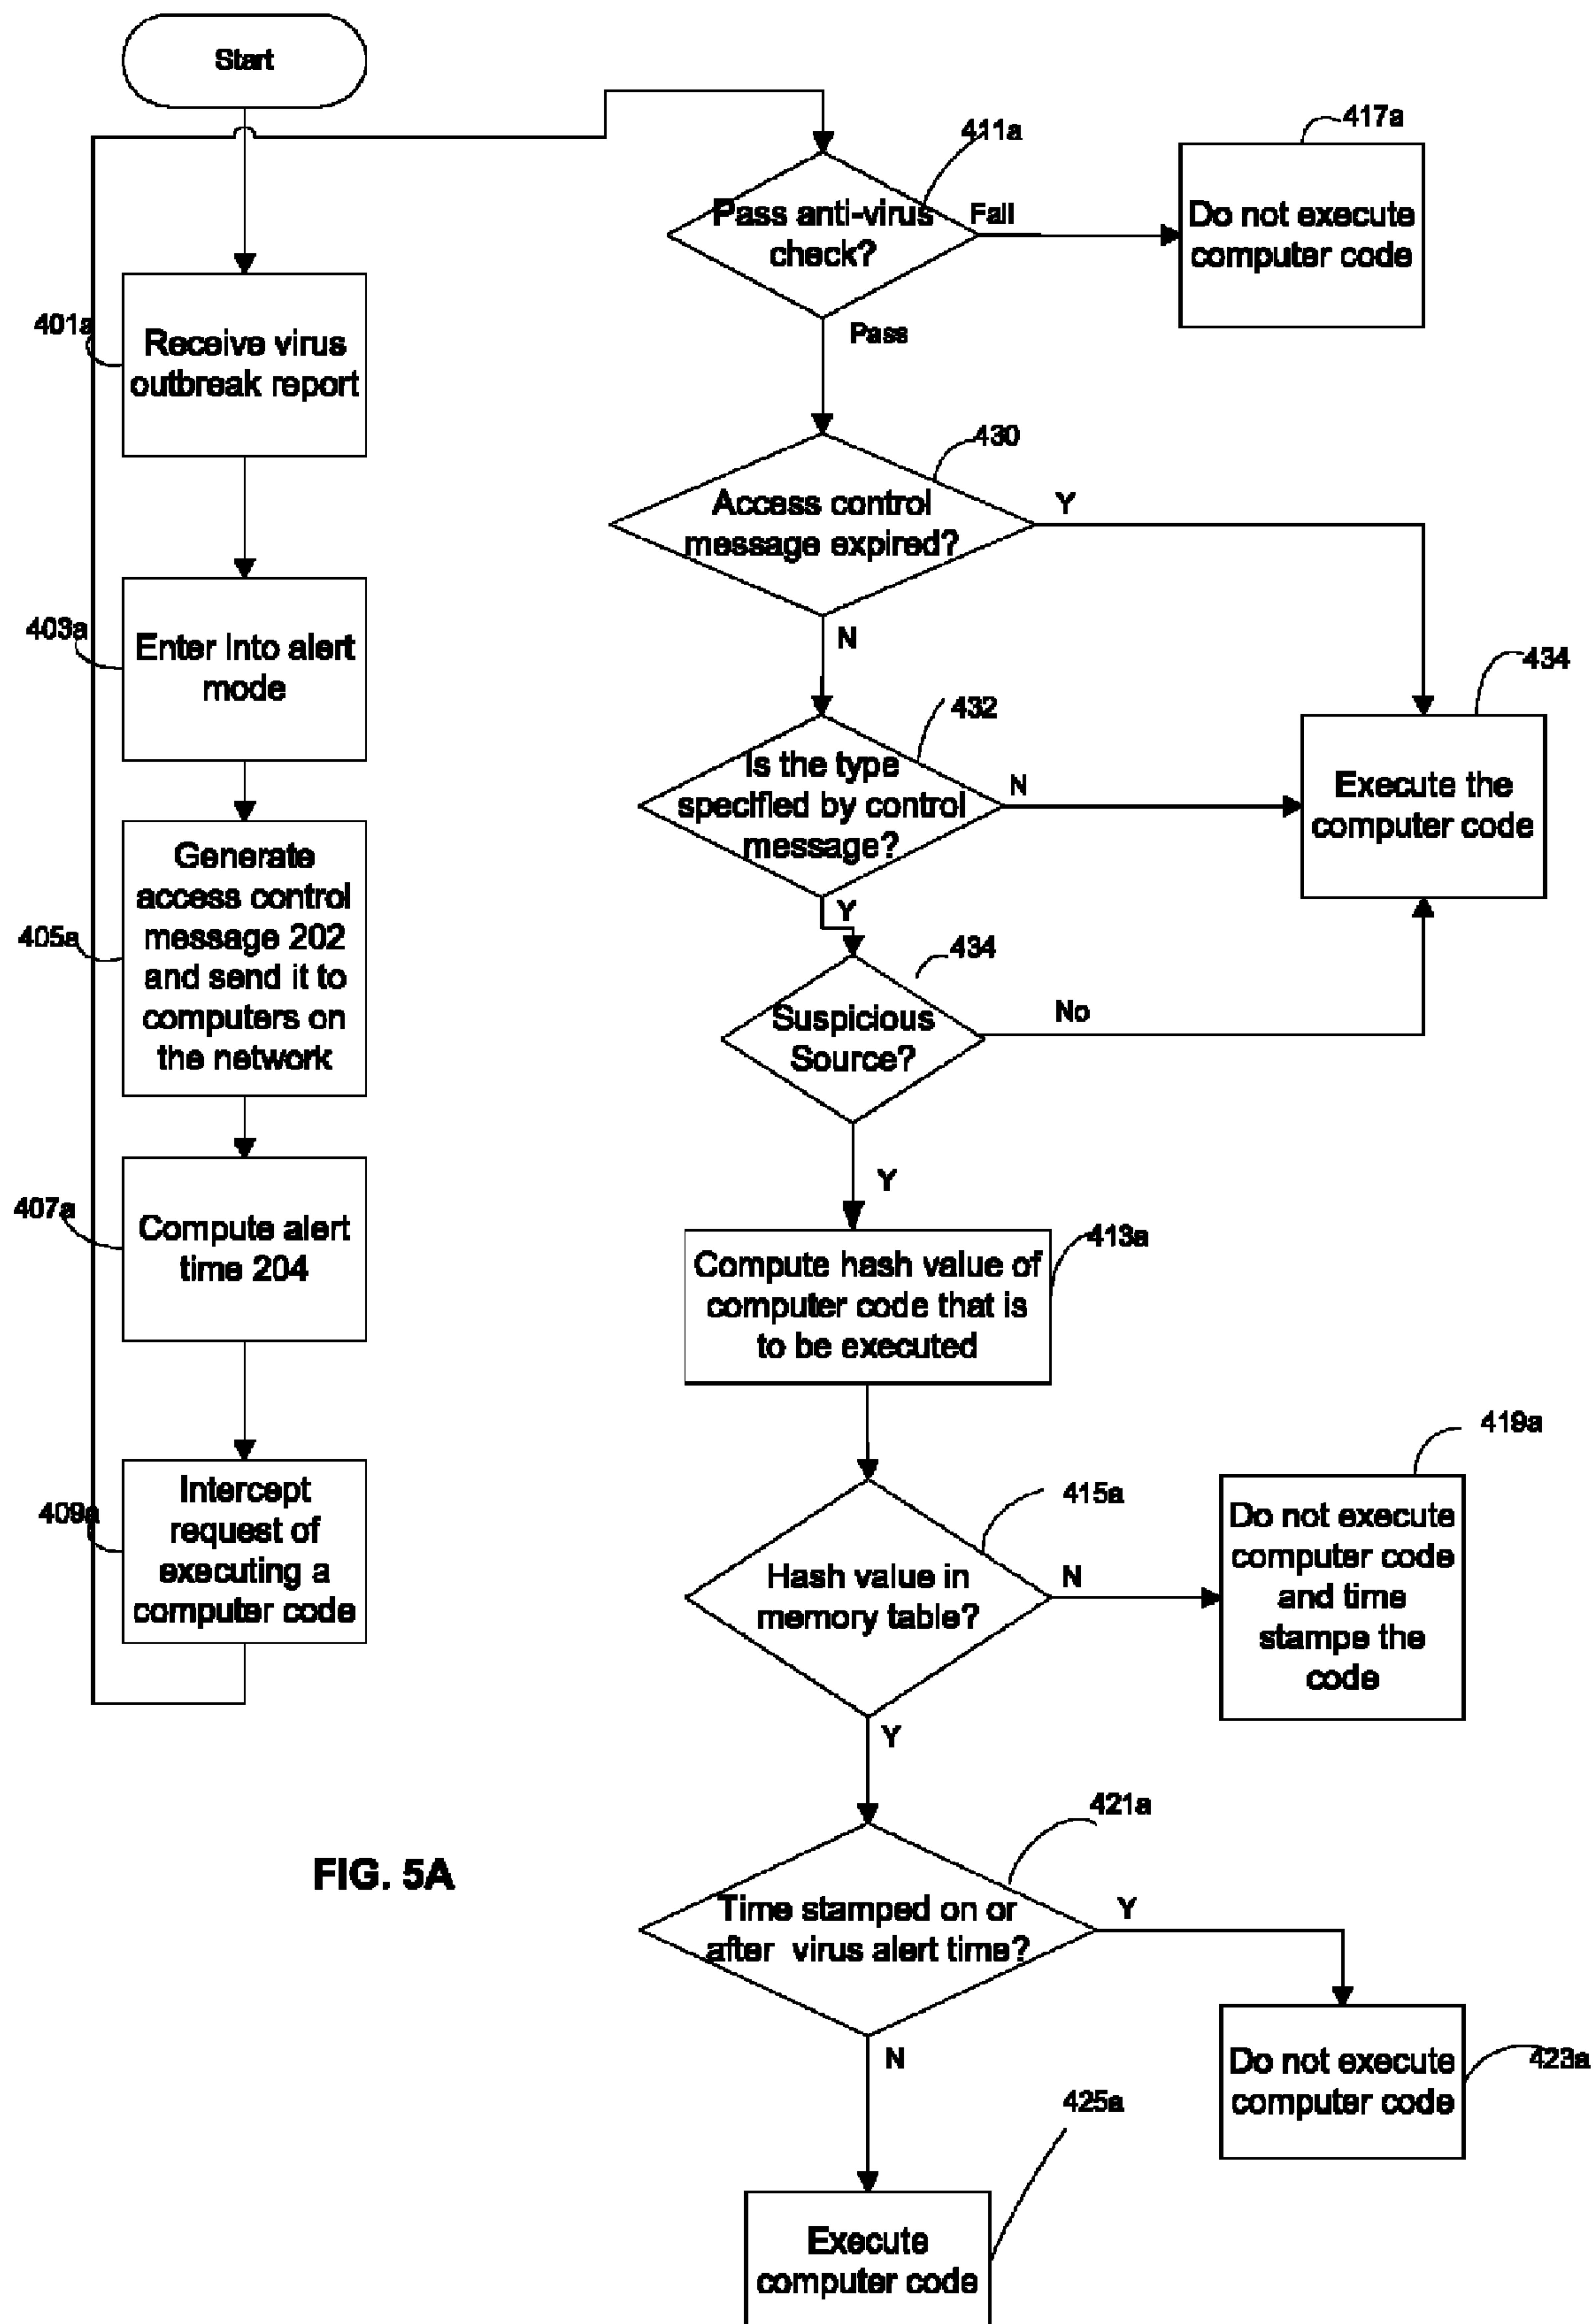 Start
401a
Receive virus
outbreak report
403a
Enter into alert
mode
405a
Generate
access control
message 202
and send it to
computers on
the network
407a
Compute alert
time 204
409a
Intercept
request of
executing a
computer code
411a
Pass anti-virus
check?
Fail
417a
Do not execute
computer code
Pass
430
Access control
message expired?
Y
N
432
Is the type
specified by control
message?
N
434
Execute the
computer code
Y
434
Suspicious
Source?
No
Y
413a
Compute hash value of
computer code that is
to be executed
415a
Hash value in
memory table?
N
419a
Do not execute
computer code
and time
stampe the
code
Y
421a
Time stamped on or
after virus alert time?
Y
423a
Do not execute
computer code
N
425a
Execute
computer code
FIG. 5A